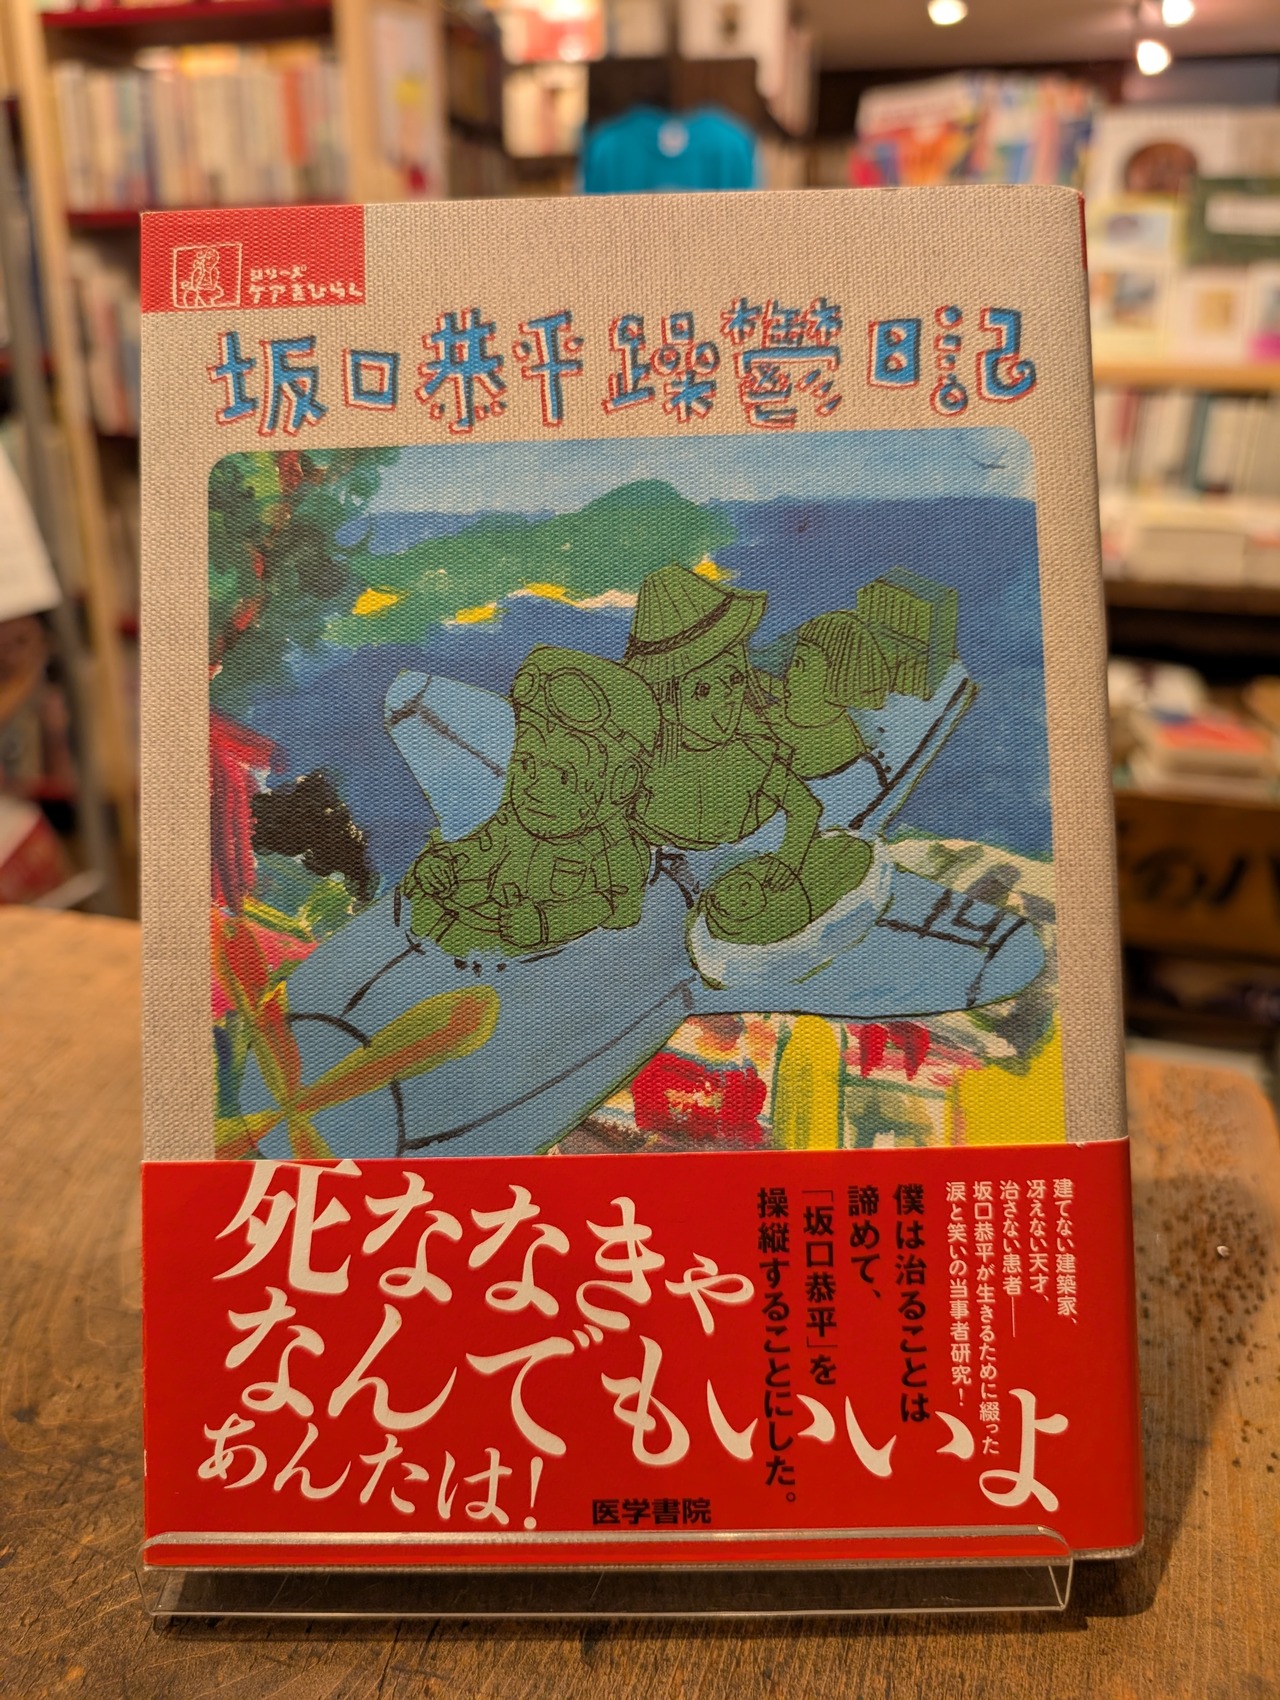 シリーズ
ケアをひらく
坂口恭平躁鬱日記
建てない建築家、
冴えない天才、
治さない患者――
坂口恭平が生きるために綴った
涙と笑いの当事者研究!
僕は治ることは
諦めて、
「坂口恭平」を
操縦することにした。
死ななきゃ
なんでもいいよ
あんたは!
医学書院